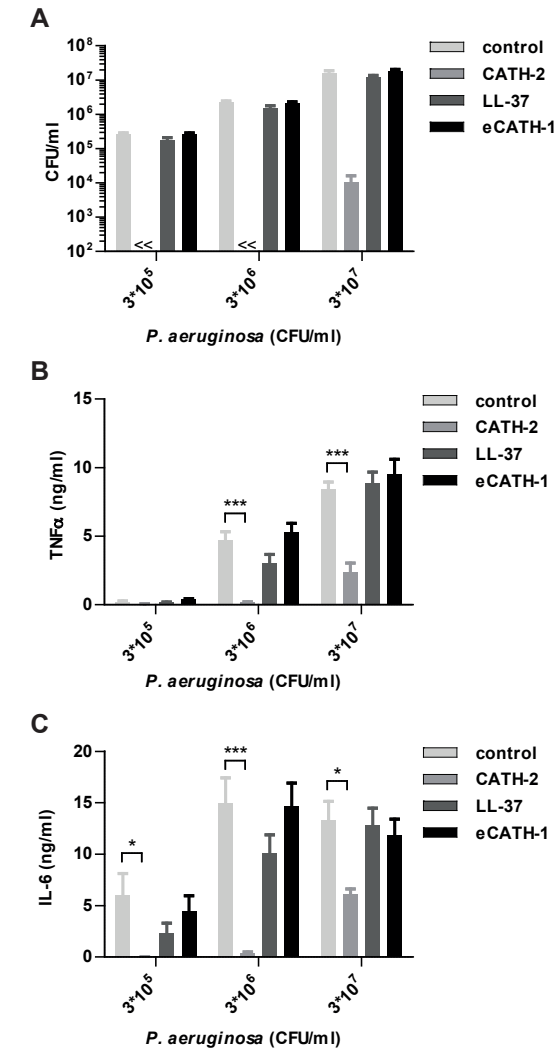 A
control
CATH-2
LL-37
eCATH-1
CFU/ml
10⁸
10⁷
10⁶
10⁵
10⁴
10³
10²
<< <<
3*10⁵ 3*10⁶ 3*10⁷
P. aeruginosa (CFU/ml)
B
control
CATH-2
LL-37
eCATH-1
TNFα (ng/ml)
15
10
5
0
*** ***
3*10⁵ 3*10⁶ 3*10⁷
P. aeruginosa (CFU/ml)
C
control
CATH-2
LL-37
eCATH-1
IL-6 (ng/ml)
20
15
10
5
0
* *** *
3*10⁵ 3*10⁶ 3*10⁷
P. aeruginosa (CFU/ml)